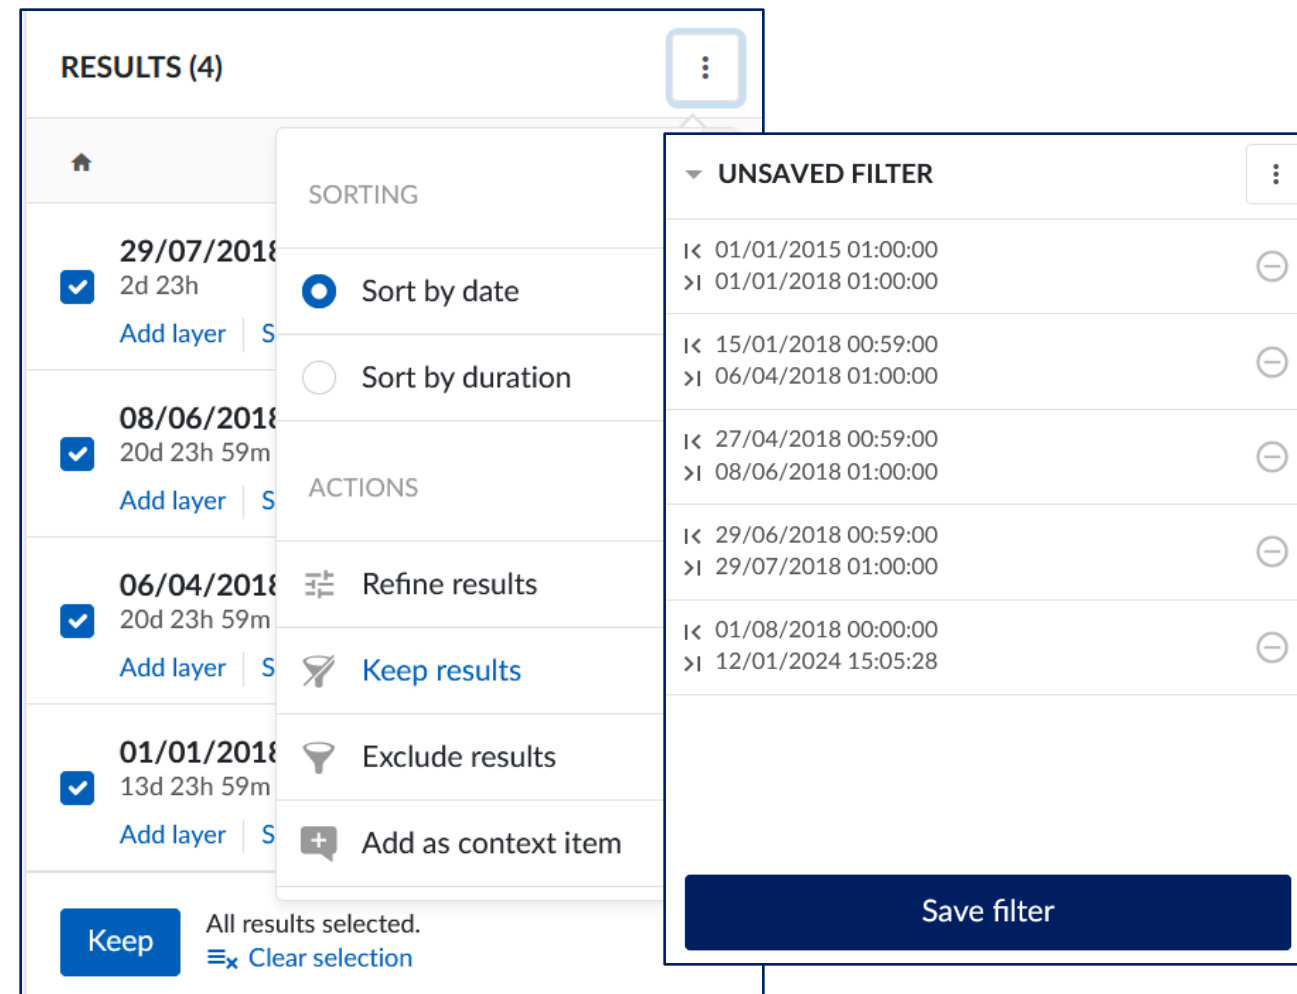 RESULTS (4)
29/07/2018
2d 23h
Add layer
08/06/2018
20d 23h 59m
Add layer
06/04/2018
20d 23h 59m
Add layer
01/01/2018
13d 23h 59m
Add layer
Keep
All results selected.
Clear selection
SORTING
Sort by date
Sort by duration
ACTIONS
Refine results
Keep results
Exclude results
Add as context item
UNSAVED FILTER
01/01/2015 01:00:00
01/01/2018 01:00:00
15/01/2018 00:59:00
06/04/2018 01:00:00
27/04/2018 00:59:00
08/06/2018 01:00:00
29/06/2018 00:59:00
29/07/2018 01:00:00
01/08/2018 00:00:00
12/01/2024 15:05:28
Save filter